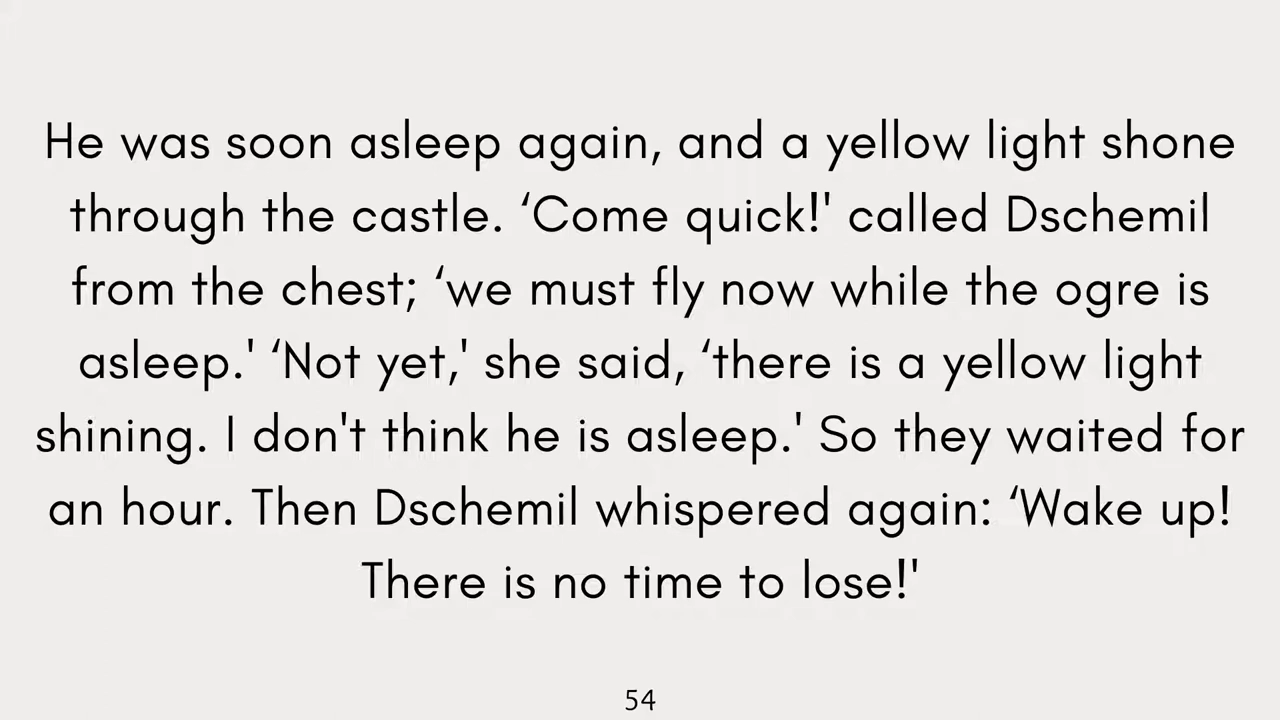 He was soon asleep again, and a yellow light shone
through the castle. ‘Come quick!' called Dschemil
from the chest; ‘we must fly now while the ogre is
asleep.' ‘Not yet,' she said, ‘there is a yellow light
shining. I don't think he is asleep.' So they waited for
an hour. Then Dschemil whispered again: ‘Wake up!
There is no time to lose!'
54